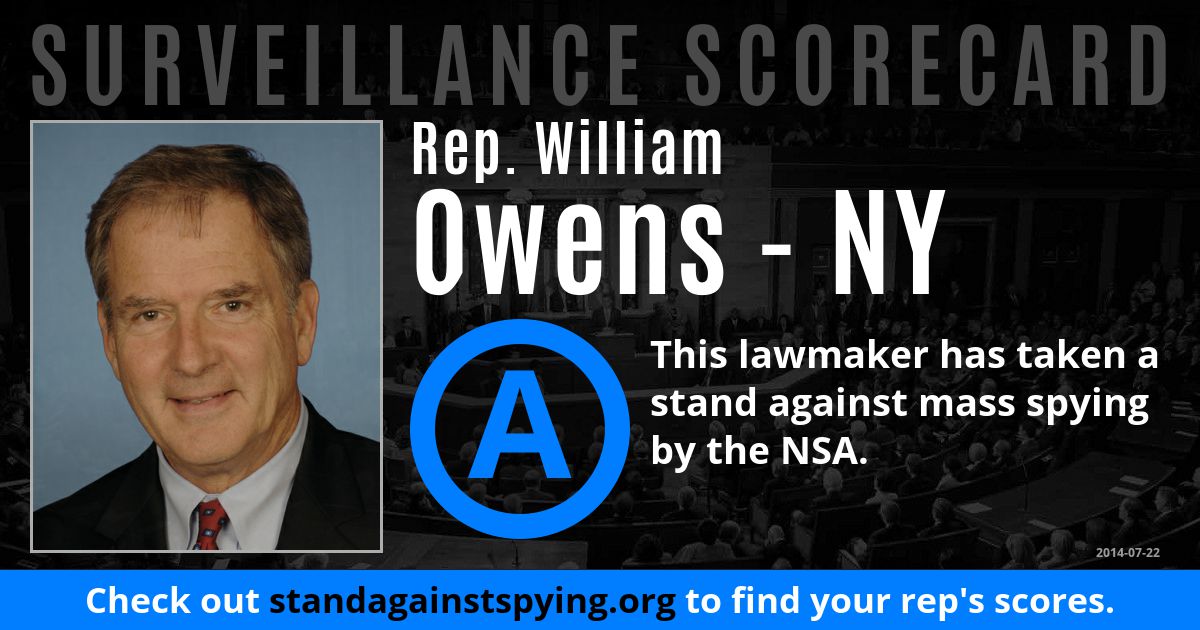 SURVEILLANCE SCORECARD
Rep. William
Owens - NY
A
This lawmaker has taken a
stand against mass spying
by the NSA.
2014-07-22
Check out standagainstspying.org to find your rep's scores.